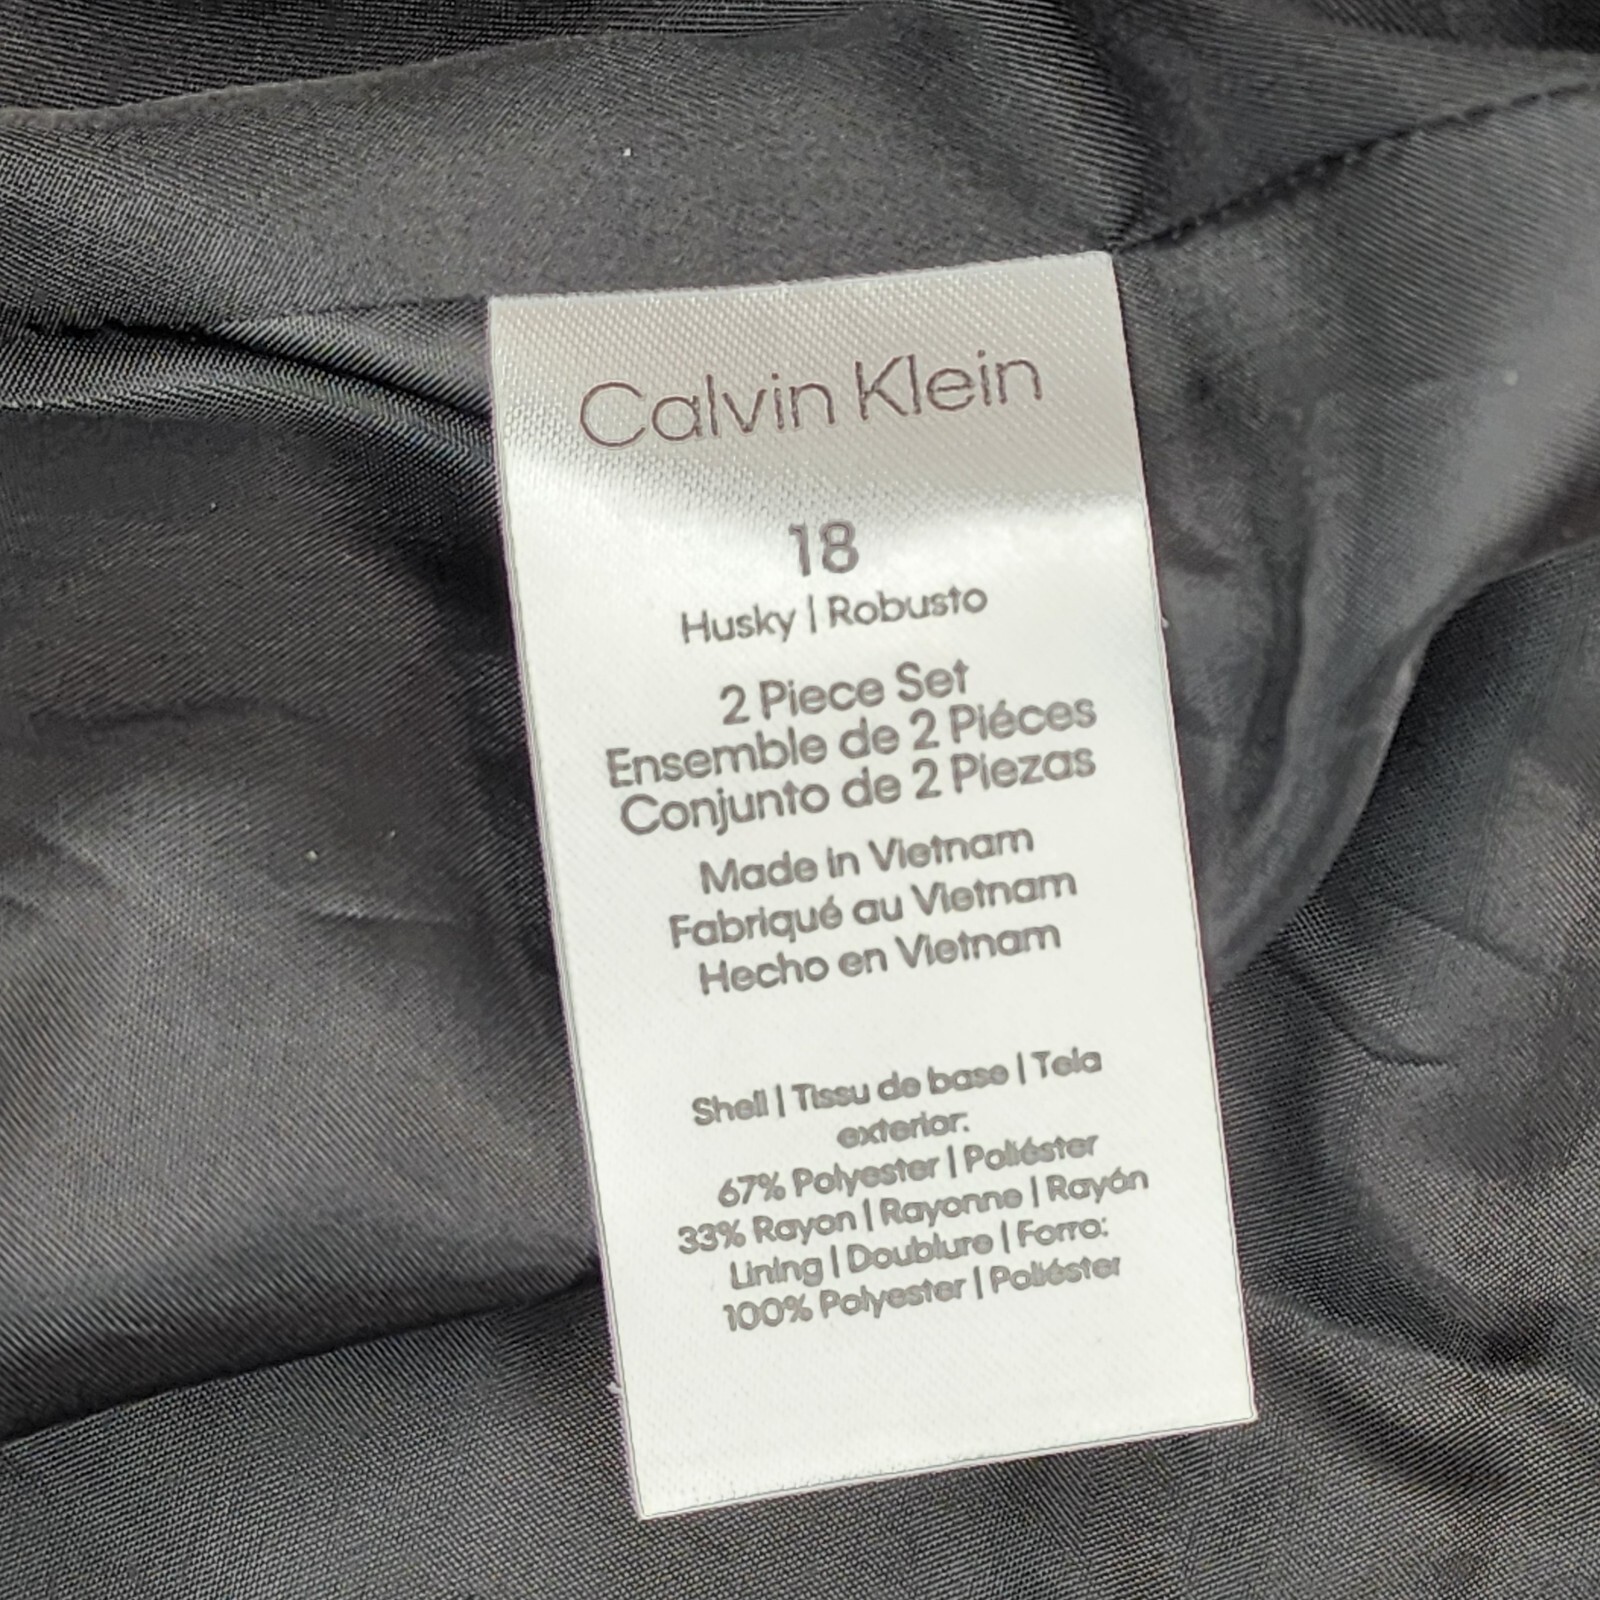 Calvin Klein
18
Husky | Robusto
2 Piece Set
Ensemble de 2 Piéces
Conjunto de 2 Piezas
Made in Vietnam
Fabriqué au Vietnam
Hecho en Vietnam
Shell | Tissu de base | Tela
exterior:
67% Polyester | Poliéster
33% Rayon | Rayonne | Rayón
Lining | Doublure | Forro:
100% Polyester | Poliéster